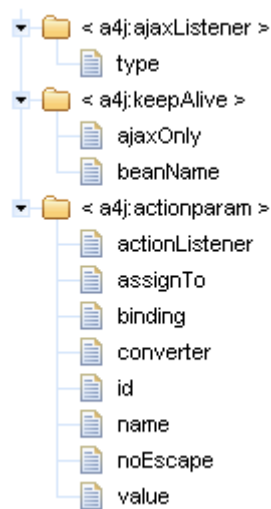 < a4j:ajaxListener >
type
< a4j:keepAlive >
ajaxOnly
beanName
< a4j:actionparam >
actionListener
assignTo
binding
converter
id
name
noEscape
value